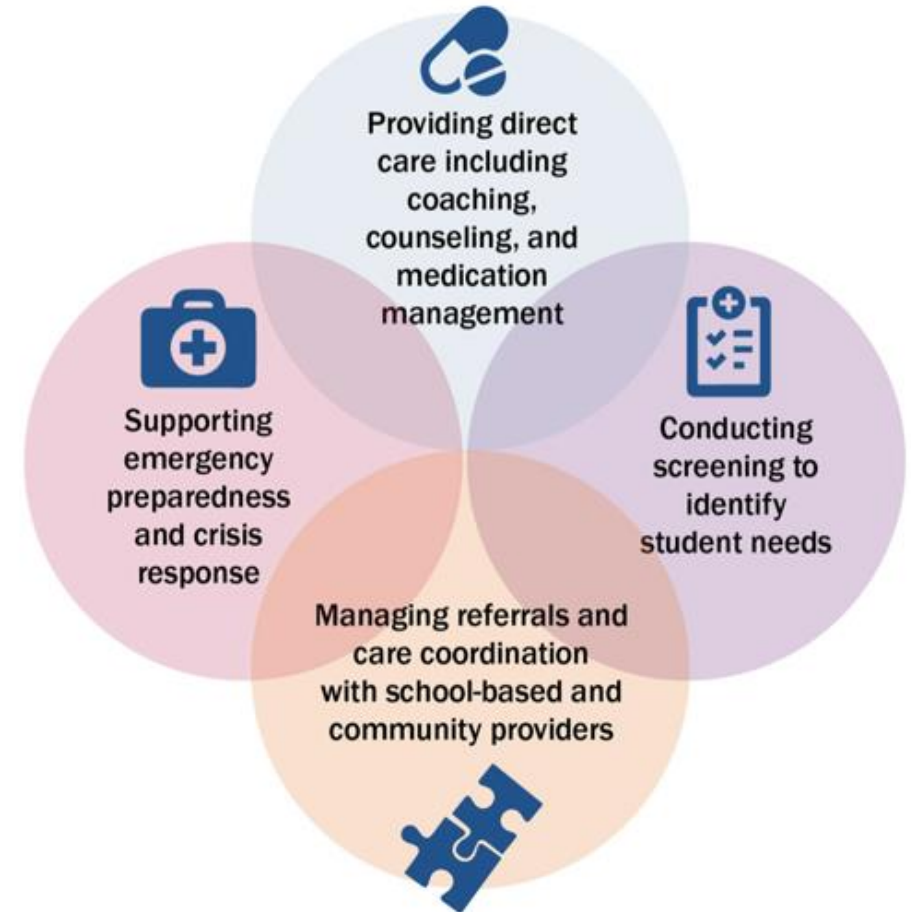 Providing direct
care including
coaching,
counseling, and
medication
management
Supporting
emergency
preparedness
and crisis
response
Conducting
screening to
identify
student needs
Managing referrals and
care coordination
with school-based and
community providers